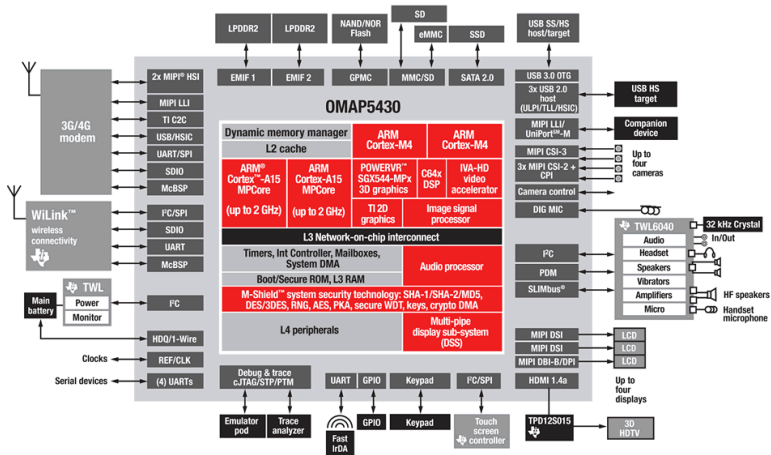 LPDDR2
LPDDR2
NAND/NOR
Flash
SD
eMMC
SSD
USB SS/HS
host/target
EMIF 1
EMIF 2
GPMC
MMC/SD
SATA 2.0
USB 3.0 OTG
3x USB 2.0
host
(ULPI/TLL/HSIC)
USB HS
target
MIPI LLI/
UniPort℠-M
Companion
device
MIPI CSI-3
3x MIPI CSI-2 +
CPI
Up to
four
cameras
Camera control
DIG MIC
3G/4G
modem
2x MIPI® HSI
MIPI LLI
TI C2C
USB/HSIC
UART/SPI
SDIO
McBSP
WiLink™
wireless
connectivity
I²C/SPI
SDIO
UART
McBSP
TWL
Power
Monitor
Main
battery
I²C
HDQ/1-Wire
Clocks
REF/CLK
Serial devices
(4) UARTs
OMAP5430
Dynamic memory manager
L2 cache
ARM
Cortex-M4
ARM
Cortex-M4
ARM®
Cortex™-A15
MPCore
(up to 2 GHz)
ARM
Cortex-A15
MPCore
(up to 2 GHz)
POWERVR™
SGX544-MPx
3D graphics
C64x
DSP
IVA-HD
video
accelerator
TI 2D
graphics
Image signal
processor
L3 Network-on-chip interconnect
Timers, Int Controller, Mailboxes,
System DMA
Boot/Secure ROM, L3 RAM
Audio processor
M-Shield™ system security technology: SHA-1/SHA-2/MD5,
DES/3DES, RNG, AES, PKA, secure WDT, keys, crypto DMA
L4 peripherals
Multi-pipe
display sub-system
(DSS)
I²C
PDM
SLIMbus®
TWL6040
Audio
Headset
Speakers
Vibrators
Amplifiers
Micro
32 kHz Crystal
In/Out
HF speakers
Handset
microphone
MIPI DSI
MIPI DSI
MIPI DBI-B/DPI
HDMI 1.4a
LCD
LCD
LCD
Up to
four
displays
TPD12S015
3D
HDTV
Debug & trace
cJTAG/STP/PTM
UART
GPIO
Keypad
I²C/SPI
Emulator
pod
Trace
analyzer
Fast
IrDA
GPIO
Keypad
Touch
screen
controller